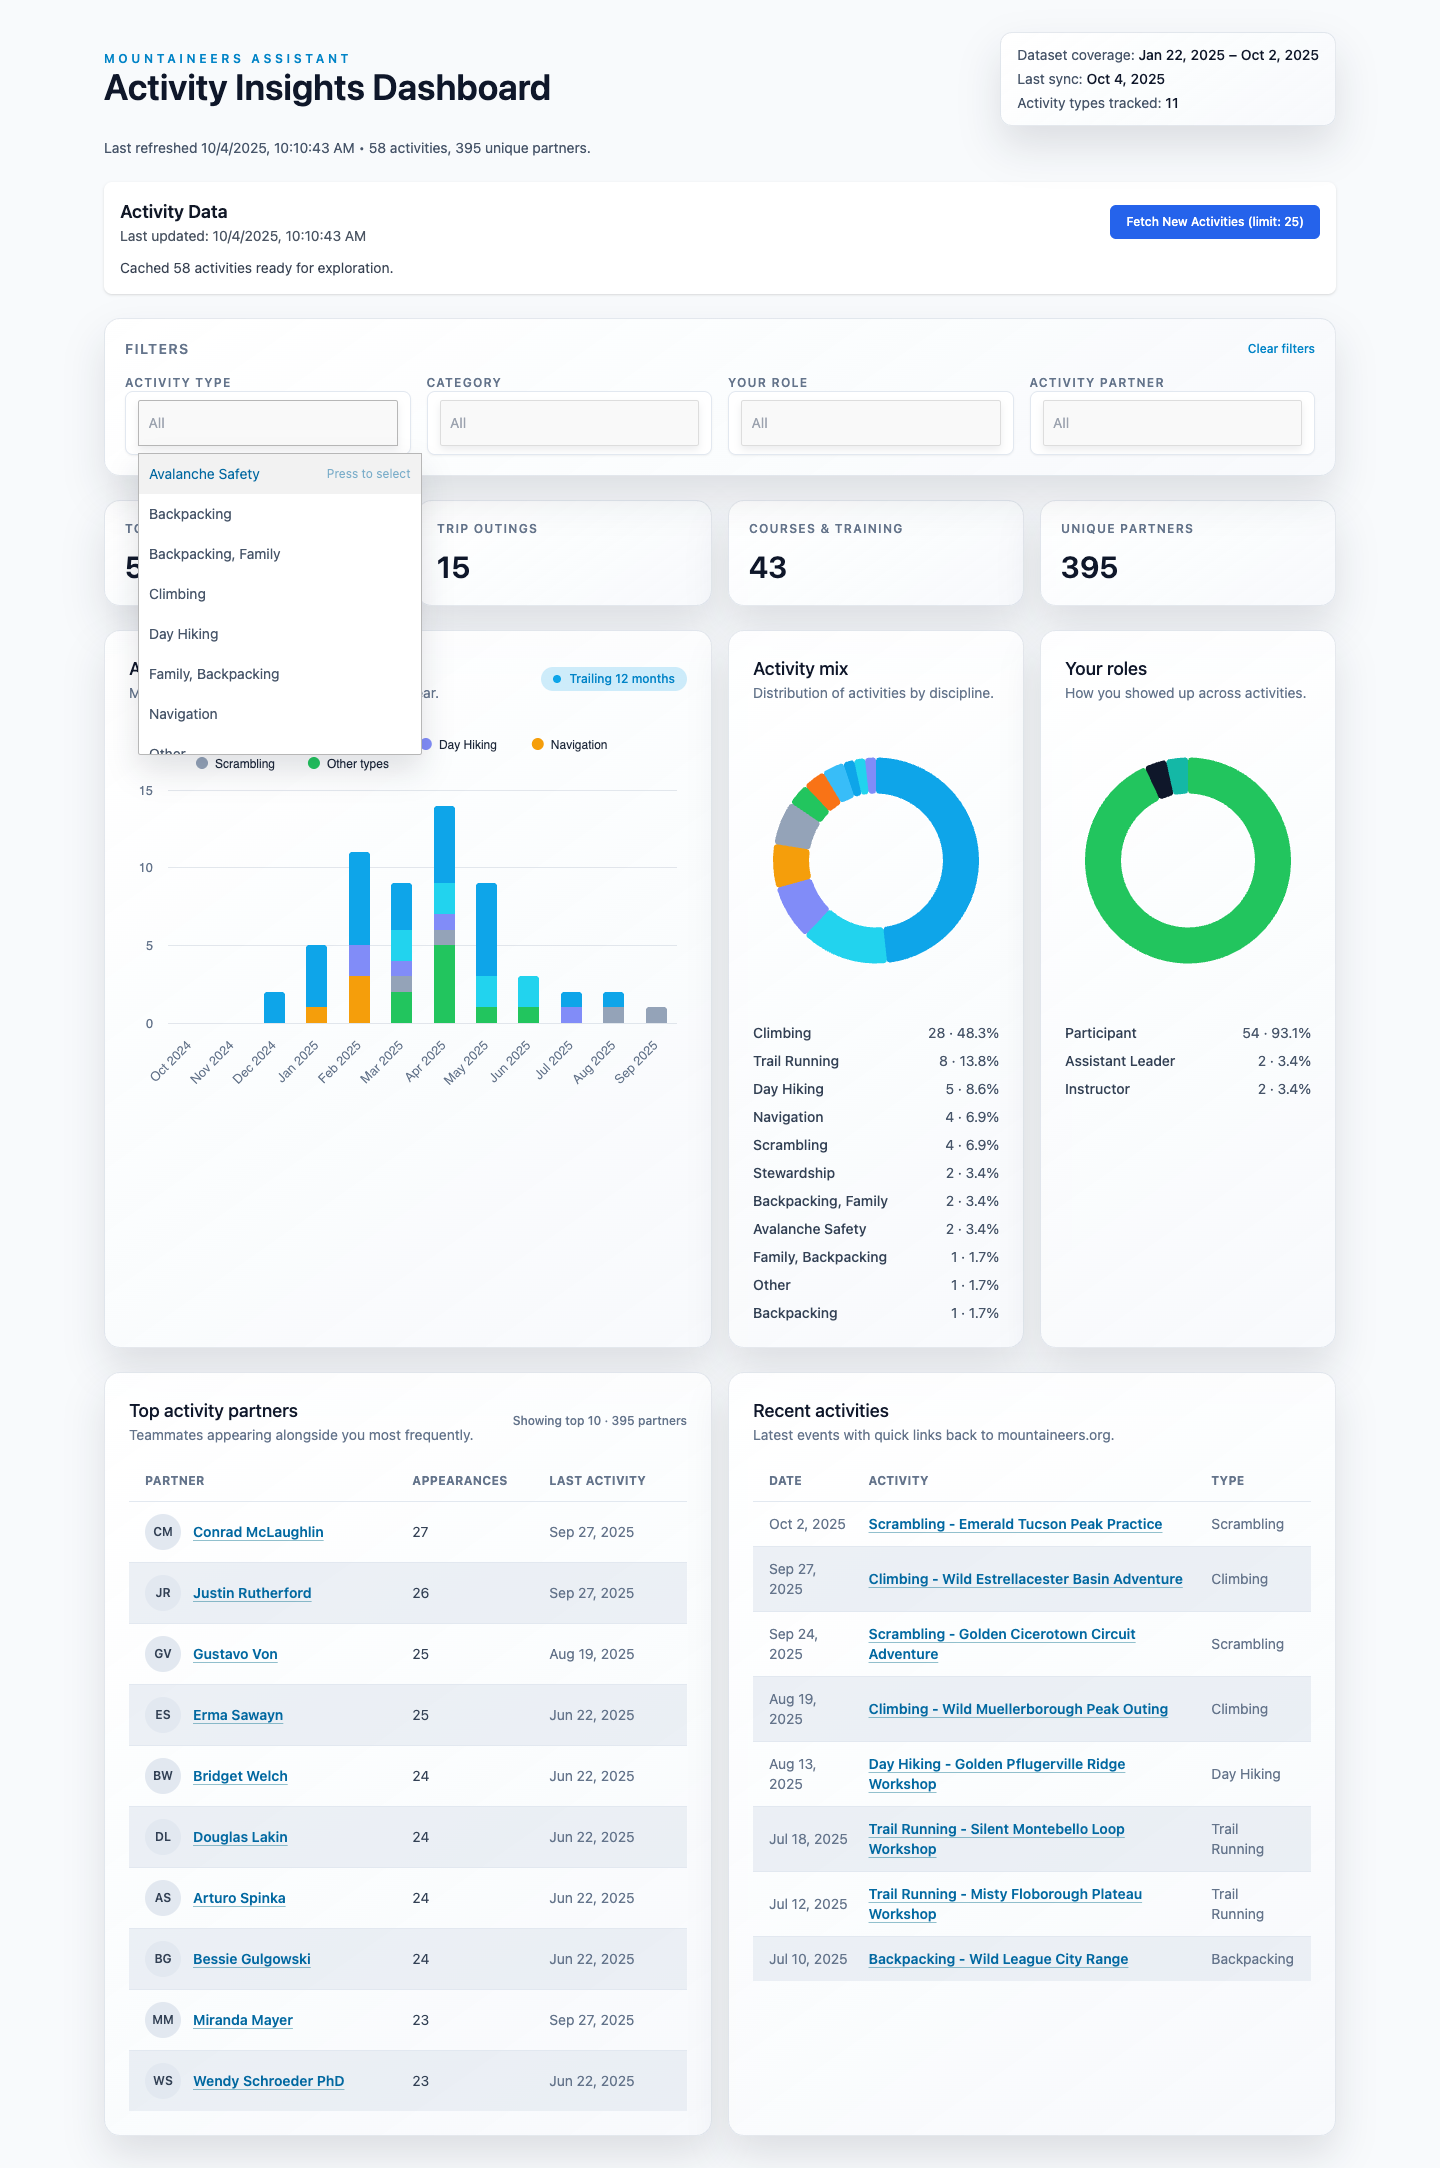 MOUNTAINEERS ASSISTANT
Activity Insights Dashboard
Last refreshed 10/4/2025, 10:10:43 AM • 58 activities, 395 unique partners.
Dataset coverage: Jan 22, 2025 – Oct 2, 2025
Last sync: Oct 4, 2025
Activity types tracked: 11
Activity Data
Last updated: 10/4/2025, 10:10:43 AM
Cached 58 activities ready for exploration.
Fetch New Activities (limit: 25)
FILTERS
Clear filters
ACTIVITY TYPE
All
CATEGORY
All
YOUR ROLE
All
ACTIVITY PARTNER
All
Avalanche Safety Press to select
Backpacking
Backpacking, Family
Climbing
Day Hiking
Family, Backpacking
Navigation
Other
TRIP OUTINGS
15
COURSES & TRAINING
43
UNIQUE PARTNERS
395
Trailing 12 months
Day Hiking
Navigation
Scrambling
Other types
15
10
5
0
Oct 2024
Nov 2024
Dec 2024
Jan 2025
Feb 2025
Mar 2025
Apr 2025
May 2025
Jun 2025
Jul 2025
Aug 2025
Sep 2025
Activity mix
Distribution of activities by discipline.
Climbing 28 · 48.3%
Trail Running 8 · 13.8%
Day Hiking 5 · 8.6%
Navigation 4 · 6.9%
Scrambling 4 · 6.9%
Stewardship 2 · 3.4%
Backpacking, Family 2 · 3.4%
Avalanche Safety 2 · 3.4%
Family, Backpacking 1 · 1.7%
Other 1 · 1.7%
Backpacking 1 · 1.7%
Your roles
How you showed up across activities.
Participant 54 · 93.1%
Assistant Leader 2 · 3.4%
Instructor 2 · 3.4%
Top activity partners
Teammates appearing alongside you most frequently.
Showing top 10 · 395 partners
PARTNER APPEARANCES LAST ACTIVITY
CM Conrad McLaughlin 27 Sep 27, 2025
JR Justin Rutherford 26 Sep 27, 2025
GV Gustavo Von 25 Aug 19, 2025
ES Erma Sawayn 25 Jun 22, 2025
BW Bridget Welch 24 Jun 22, 2025
DL Douglas Lakin 24 Jun 22, 2025
AS Arturo Spinka 24 Jun 22, 2025
BG Bessie Gulgowski 24 Jun 22, 2025
MM Miranda Mayer 23 Sep 27, 2025
WS Wendy Schroeder PhD 23 Jun 22, 2025
Recent activities
Latest events with quick links back to mountaineers.org.
DATE ACTIVITY TYPE
Oct 2, 2025 Scrambling - Emerald Tucson Peak Practice Scrambling
Sep 27,
2025
Climbing - Wild Estrellacester Basin Adventure
Climbing
Sep 24,
2025
Scrambling - Golden Cicerotown Circuit
Adventure
Scrambling
Aug 19,
2025
Climbing - Wild Muellerborough Peak Outing
Climbing
Aug 13,
2025
Day Hiking - Golden Pflugerville Ridge
Workshop
Day Hiking
Jul 18, 2025
Trail Running - Silent Montebello Loop
Workshop
Trail
Running
Jul 12, 2025
Trail Running - Misty Floborough Plateau
Workshop
Trail
Running
Jul 10, 2025 Backpacking - Wild League City Range Backpacking